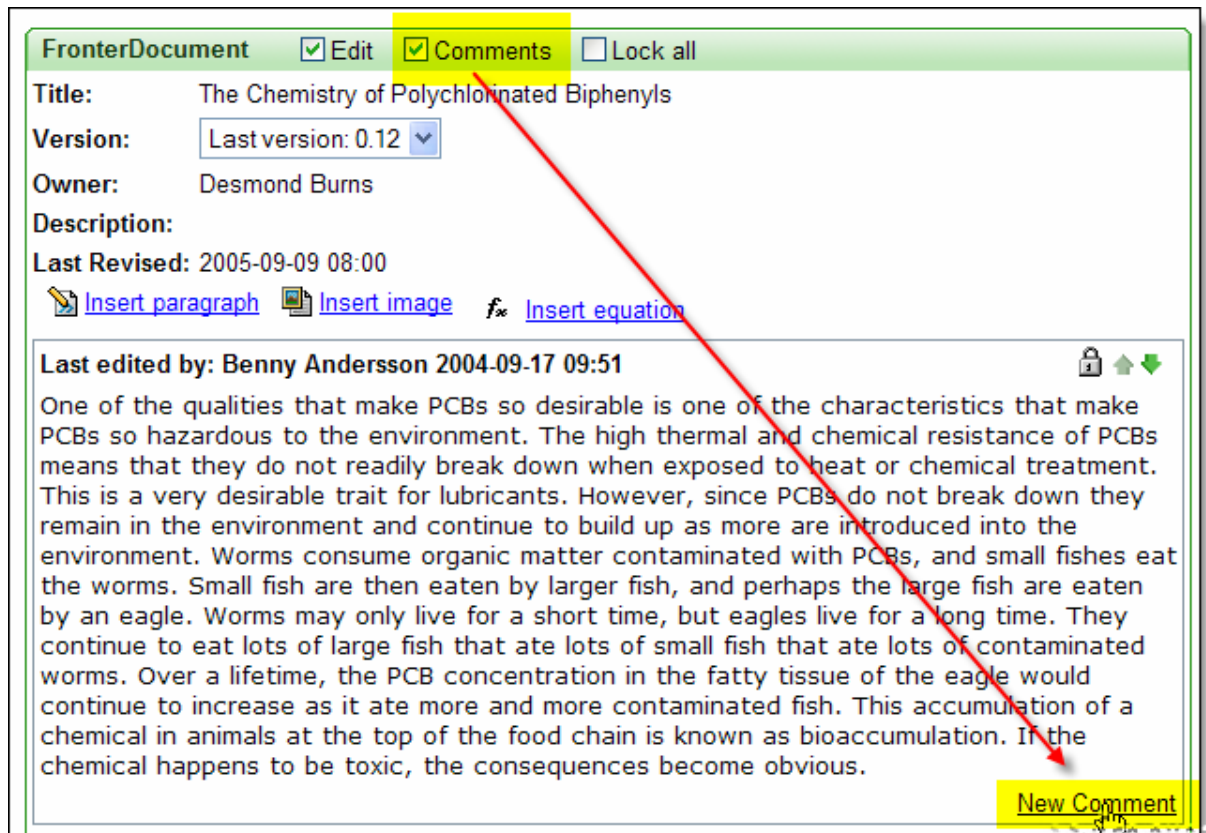 FronterDocument Edit Comments Lock all
Title: The Chemistry of Polychlorinated Biphenyls
Version: Last version: 0.12
Owner: Desmond Burns
Description:
Last Revised: 2005-09-09 08:00
Insert paragraph Insert image fx Insert equation
Last edited by: Benny Andersson 2004-09-17 09:51
One of the qualities that make PCBs so desirable is one of the characteristics that make
PCBs so hazardous to the environment. The high thermal and chemical resistance of PCBs
means that they do not readily break down when exposed to heat or chemical treatment.
This is a very desirable trait for lubricants. However, since PCBs do not break down they
remain in the environment and continue to build up as more are introduced into the
environment. Worms consume organic matter contaminated with PCBs, and small fishes eat
the worms. Small fish are then eaten by larger fish, and perhaps the large fish are eaten
by an eagle. Worms may only live for a short time, but eagles live for a long time. They
continue to eat lots of large fish that ate lots of small fish that ate lots of contaminated
worms. Over a lifetime, the PCB concentration in the fatty tissue of the eagle would
continue to increase as it ate more and more contaminated fish. This accumulation of a
chemical in animals at the top of the food chain is known as bioaccumulation. If the
chemical happens to be toxic, the consequences become obvious.
New Comment